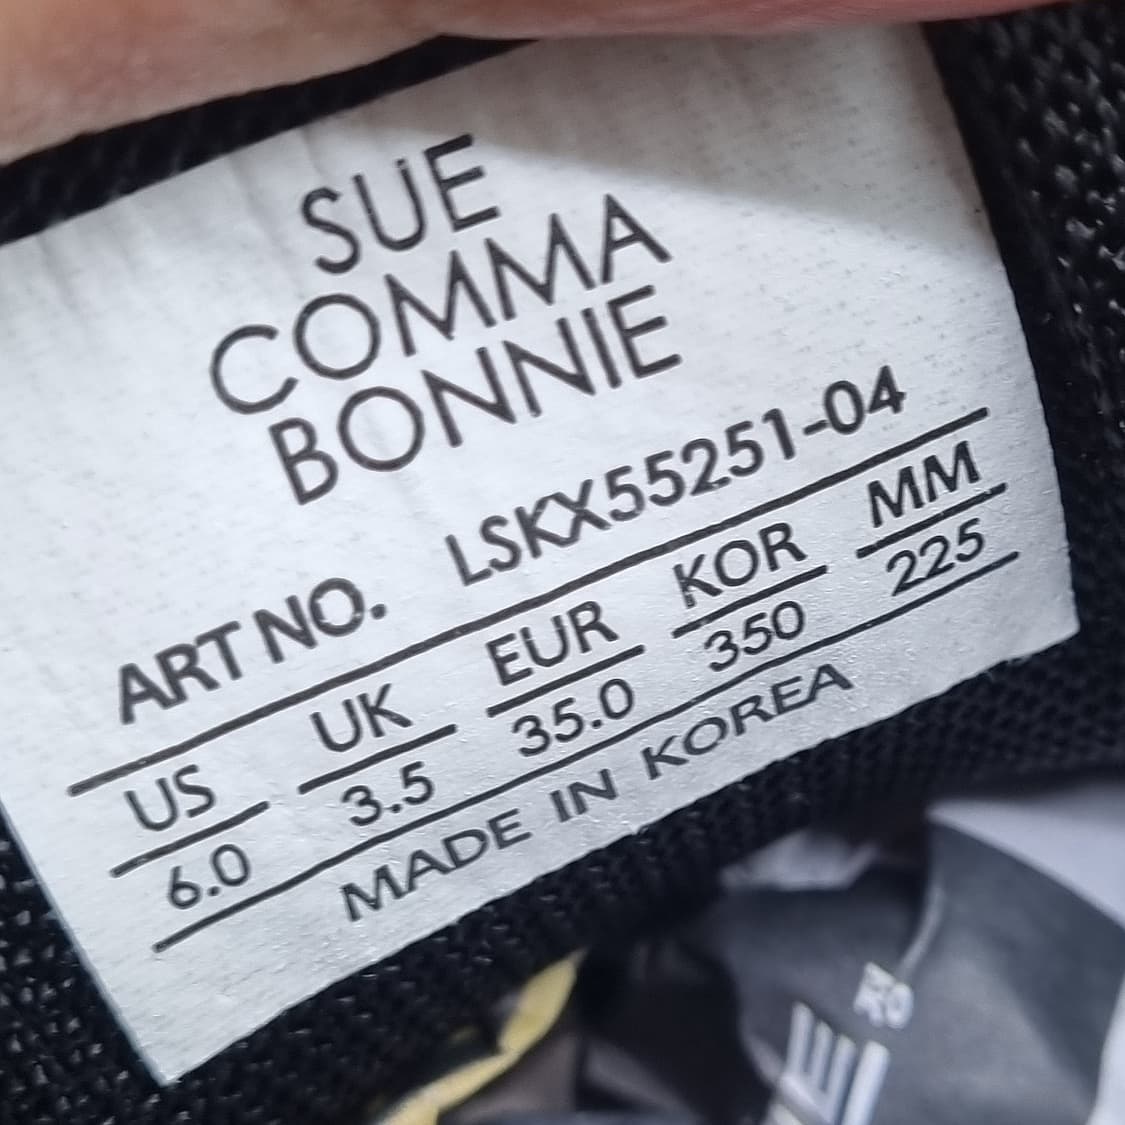 SUE
COMMA
BONNIE
ART NO. LSKX55251-04
US UK EUR KOR MM
6.0 3.5 35.0 350 225
MADE IN KOREA